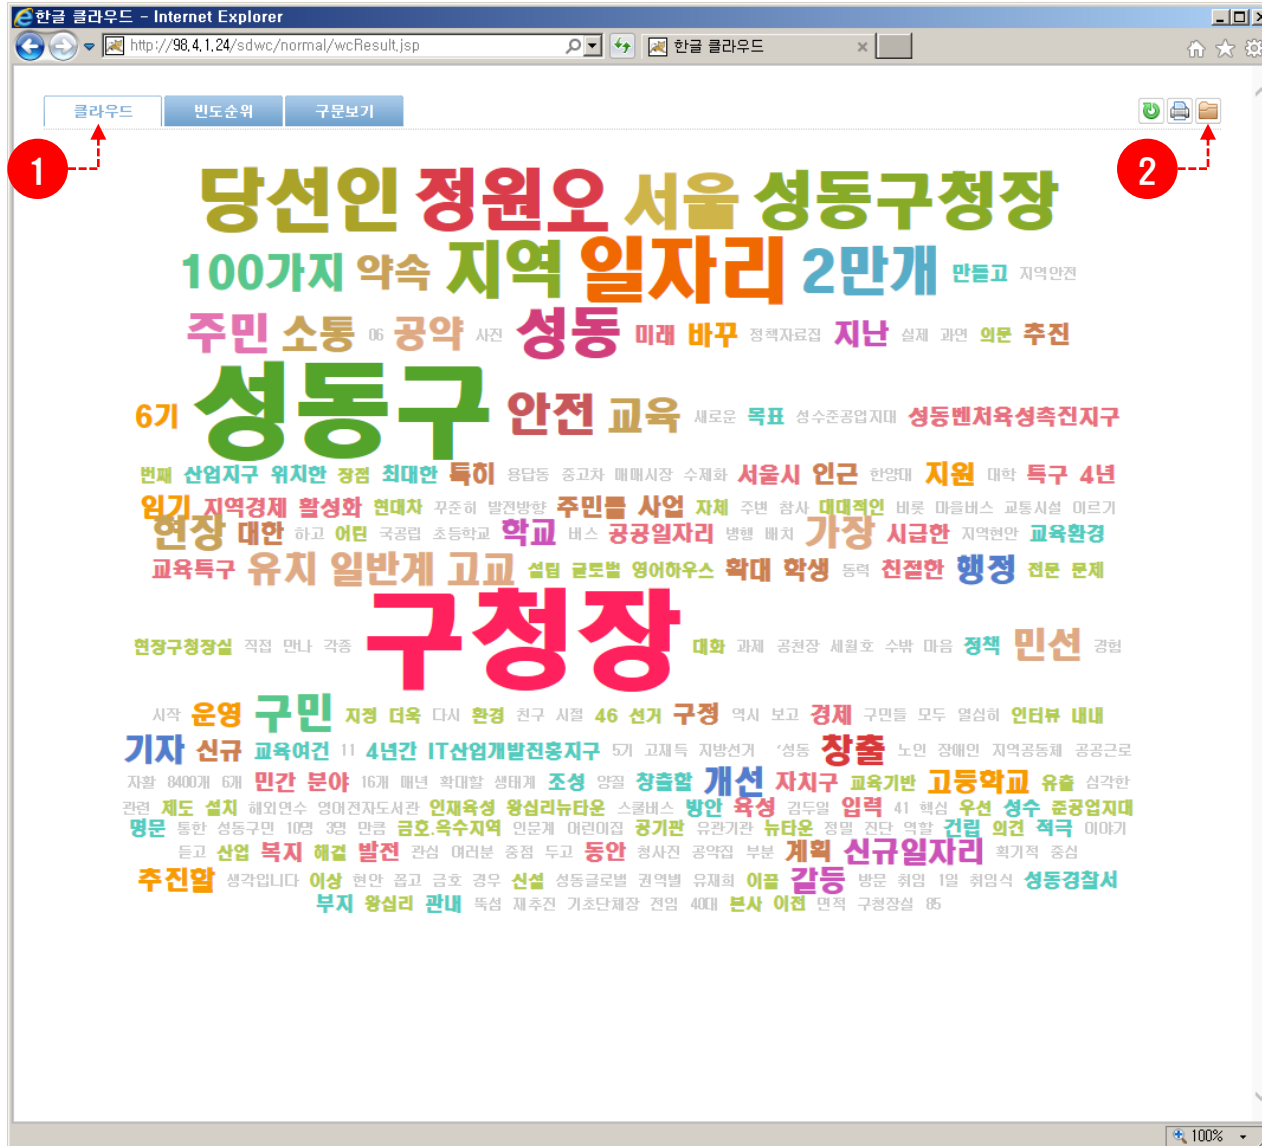 한글 클라우드 - Internet Explorer
http://98.4.1.24/sdwc/normal/wcResult.jsp 한글 클라우드
클라우드 빈도순위 구문보기
1 2
당선인 정원오 서울 성동구청장
100가지 약속 지역 일자리 2만개 만들고 지역안전
주민 소통 06 공약 사진 성동 미래 바꾸 정책자료집 지난 실제 과연 의문 추진
6기 성동구 안전 교육 새로운 목표 성수준공업지대 성동벤처육성촉진지구
번째 산업지구 위치한 장점 최대한 특히 용답동 중고차 매매시장 수제화 서울시 인근 한양대 지원 대학 특구 4년
임기 지역경제 활성화 현대차 꾸준히 발전방향 주민들 사업 자체 주변 참사 대대적인 비롯 마을버스 교통시설 이르기
현장 대한 하고 어린 국공립 초등학교 학교 버스 공공일자리 병행 배치 가장 시급한 지역현안 교육환경
교육특구 유치 일반계 고교 설립 글로벌 영어하우스 확대 학생 동력 친절한 행정 전문 문제
현장구청장실 직접 만나 각종 구청장 대화 과제 공천장 세월호 수밖 마음 정책 민선 경험
시작 운영 구민 지정 더욱 다시 환경 친구 시절 46 선거 구정 역시 보고 경제 구민들 모두 열심히 인터뷰 내내
기자 신규 교육여건 11 4년간 IT산업개발진흥지구 5기 고재득 지방선거 ‘성동 창출 노인 장애인 지역공동체 공공근로
자활 8400개 6개 민간 분야 16개 매년 확대할 생태계 조성 양질 창출할 개선 자치구 교육기반 고등학교 유출 심각한
관련 제도 설치 해외연수 영어전자도서관 인재육성 왕십리뉴타운 스쿨버스 방안 육성 김두일 입력 41 핵심 우선 성수 준공업지대
명문 통한 성동구민 10명 3명 만큼 금호.옥수지역 인문계 어린이집 공기판 유관기관 뉴타운 정밀 진단 역할 건립 의견 적극 이야기
듣고 산업 복지 해결 발전 관심 여러분 중점 두고 동안 청사진 공약집 부분 계획 신규일자리 획기적 중심
추진할 생각입니다 이상 현안 꼽고 금호 경우 신설 성동글로벌 권역별 유재희 이끌 갈등 방문 취임 1일 취임식 성동경찰서
부지 왕십리 관내 뚝섬 재추진 기초단체장 전임 40대 본사 이전 면적 구청장실 85
100%